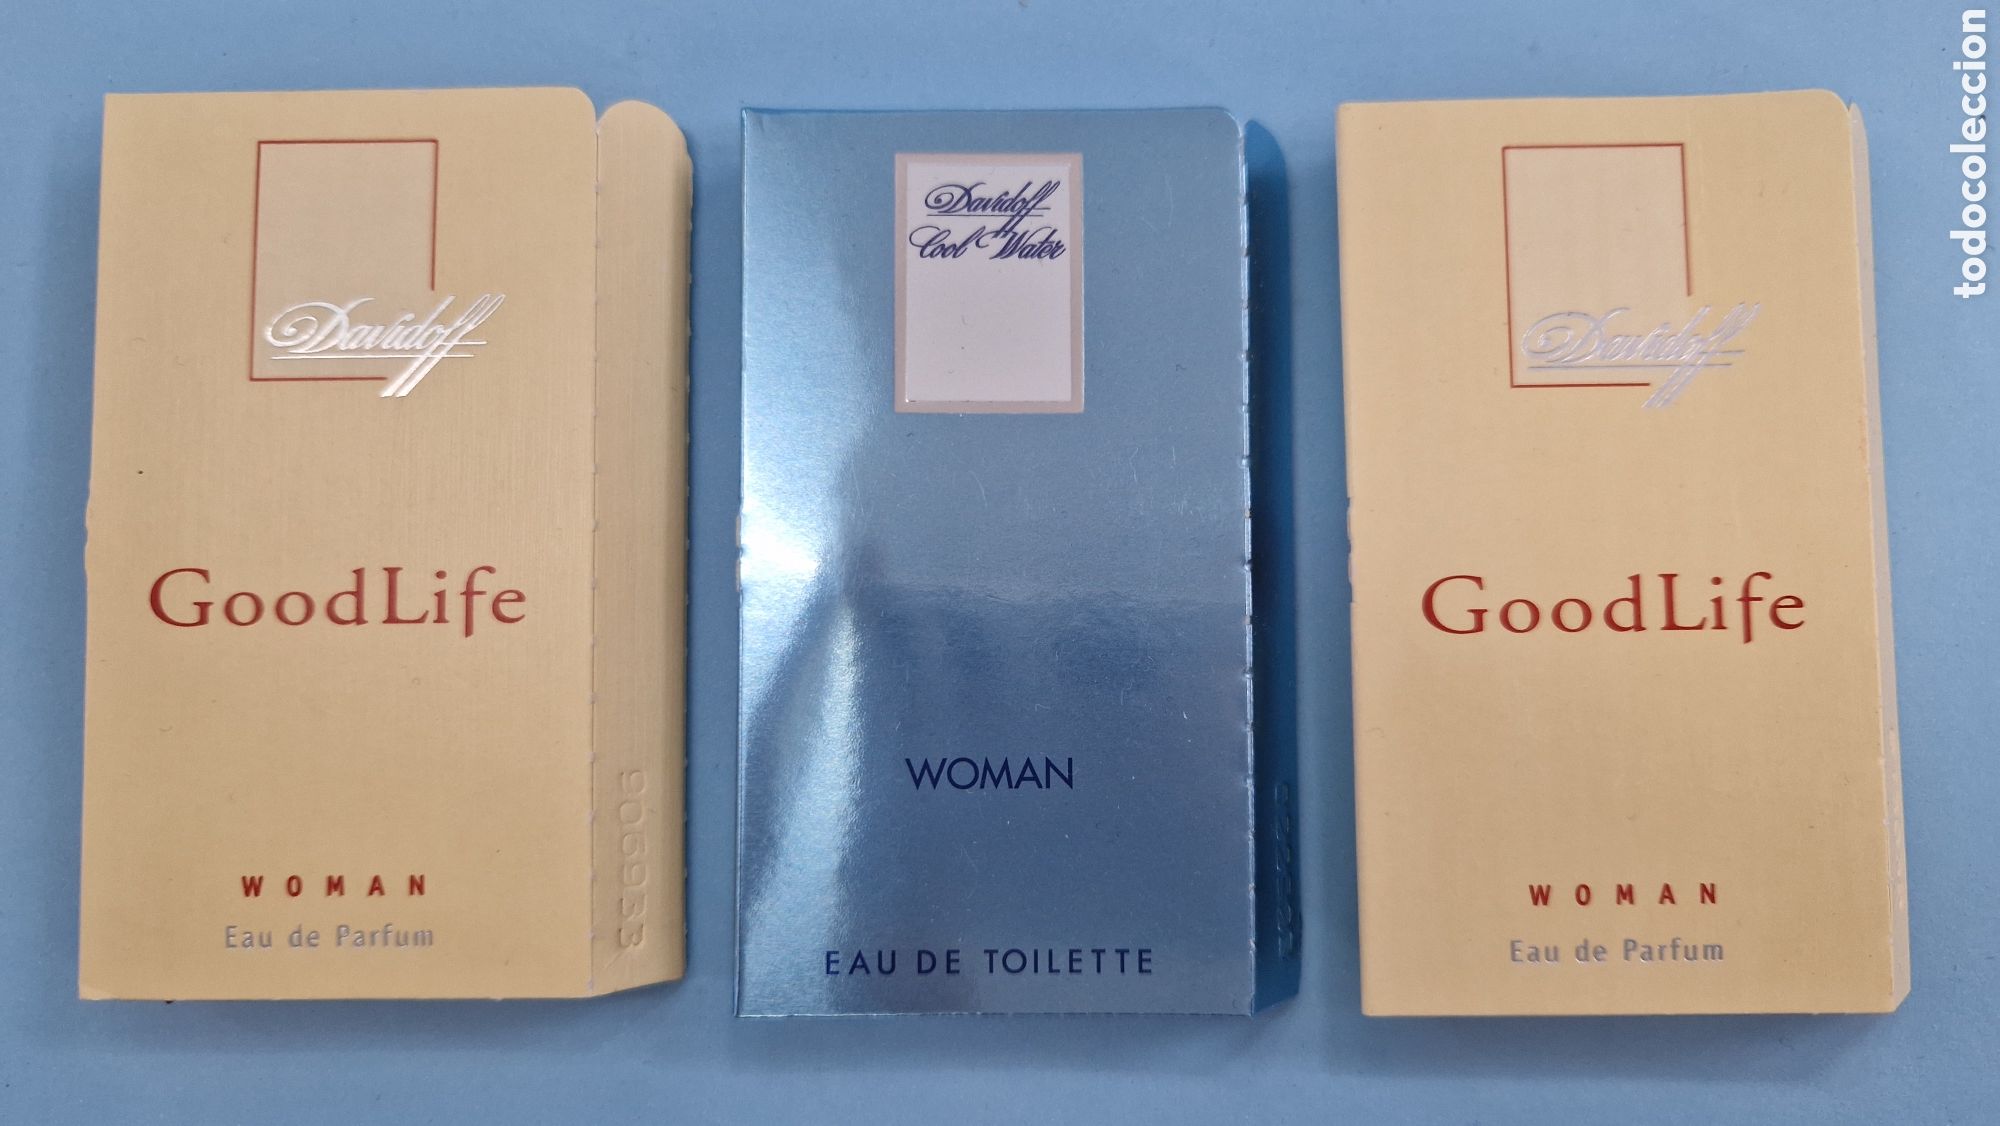 Davidoff
GoodLife
WOMAN
Eau de Parfum
9069833
Davidoff
Cool Water
WOMAN
EAU DE TOILETTE
Davidoff
GoodLife
WOMAN
Eau de Parfum
todocoleccion